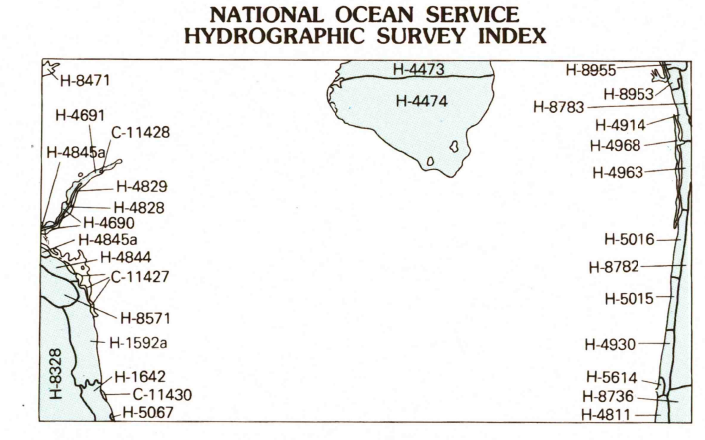 NATIONAL OCEAN SERVICE
HYDROGRAPHIC SURVEY INDEX
H-8471
H-4691
C-11428
H-4845a
H-4829
H-4828
H-4690
H-4845a
H-4844
C-11427
H-8571
H-1592a
H-8328
H-1642
C-11430
H-5067
H-4473
H-4474
H-8955
H-8953
H-8783
H-4914
H-4968
H-4963
H-5016
H-8782
H-5015
H-4930
H-5614
H-8736
H-4811